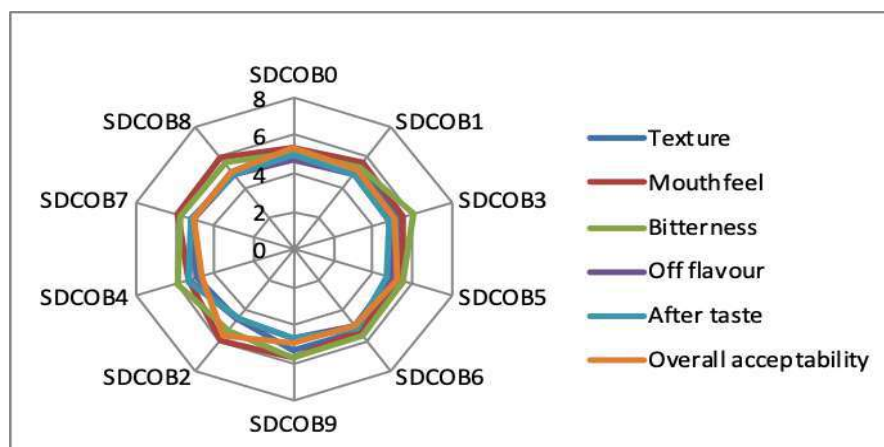 SDCOB0
SDCOB1
SDCOB3
SDCOB5
SDCOB6
SDCOB9
SDCOB2
SDCOB4
SDCOB7
SDCOB8
8
6
4
2
0
Texture
Mouthfeel
Bitterness
Off flavour
After taste
Overall acceptability